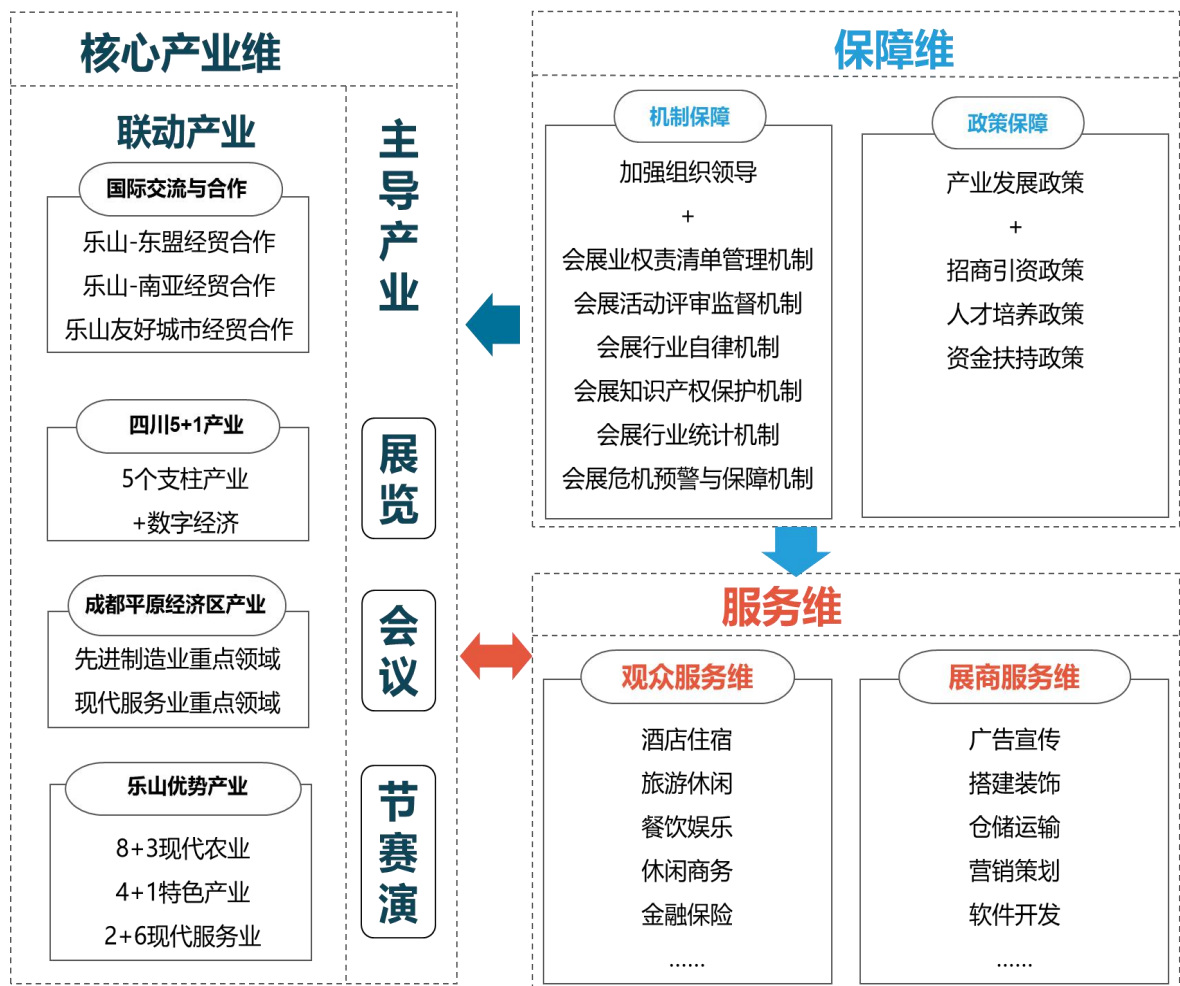 核心产业维
联动产业
国际交流与合作
乐山-东盟经贸合作
乐山-南亚经贸合作
乐山友好城市经贸合作
四川5+1产业
5个支柱产业
+数字经济
成都平原经济区产业
先进制造业重点领域
现代服务业重点领域
乐山优势产业
8+3现代农业
4+1特色产业
2+6现代服务业
主导产业
展览
会议
节赛演
保障维
机制保障
加强组织领导
+
会展业权责清单管理机制
会展活动评审监督机制
会展行业自律机制
会展知识产权保护机制
会展行业统计机制
会展危机预警与保障机制
政策保障
产业发展政策
+
招商引资政策
人才培养政策
资金扶持政策
服务维
观众服务维
酒店住宿
旅游休闲
餐饮娱乐
休闲商务
金融保险
......
展商服务维
广告宣传
搭建装饰
仓储运输
营销策划
软件开发
......